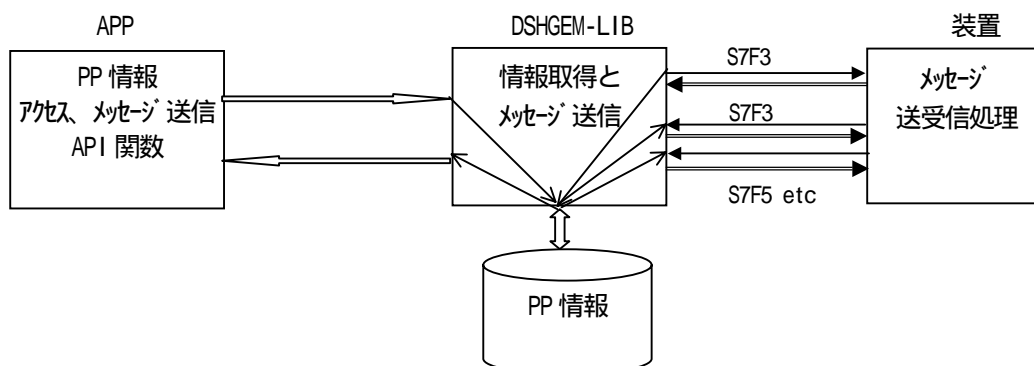 APP
DSHGEM-LIB
装置
PP 情報
アクセス、メッセージ送信
API 関数
情報取得と
メッセージ送信
S7F3
S7F3
S7F5 etc
メッセージ
送受信処理
PP 情報